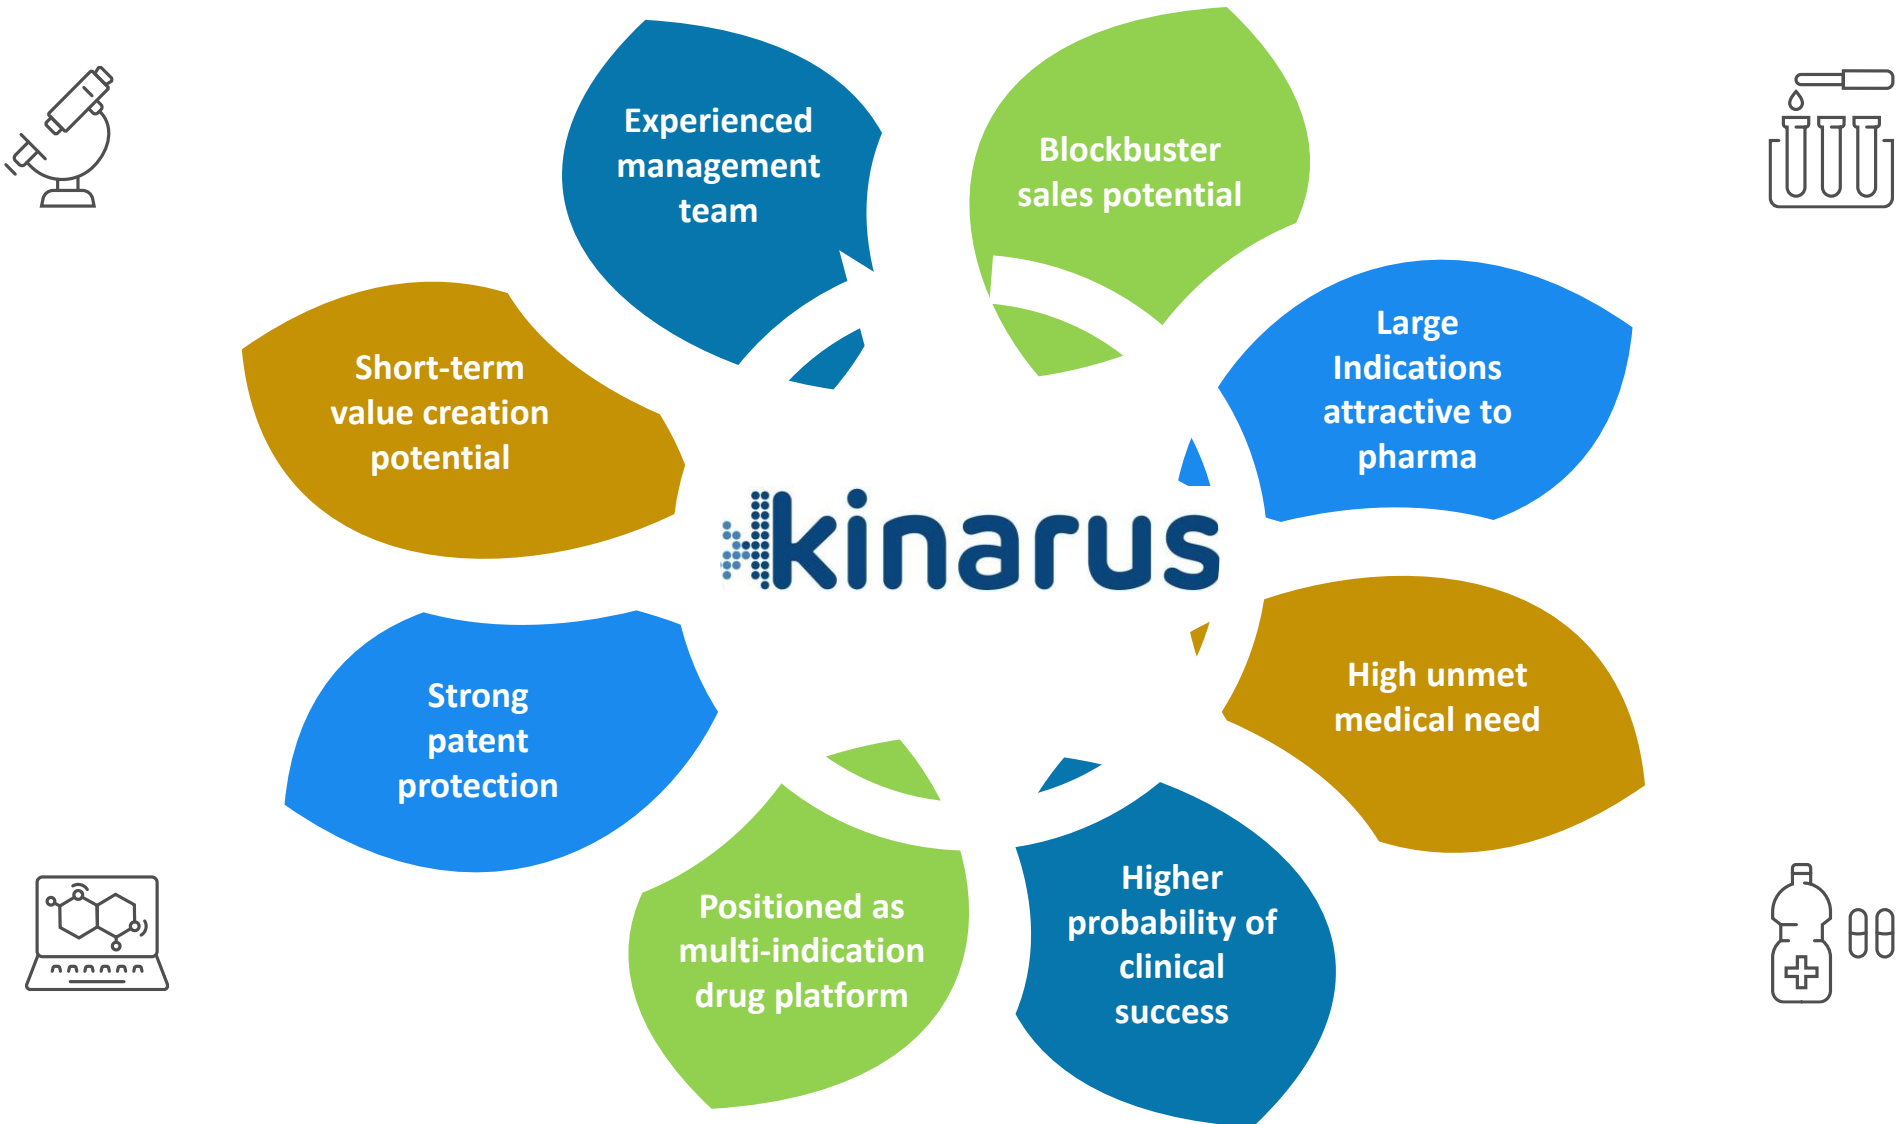 Experienced
management
team
Blockbuster
sales potential
Large
Indications
attractive to
pharma
High unmet
medical need
Higher
probability of
clinical
success
Positioned as
multi-indication
drug platform
Strong
patent
protection
Short-term
value creation
potential
kinarus